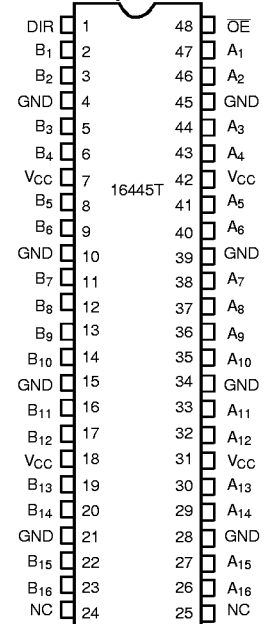 DIR 1 48 OE
B1 2 47 A1
B2 3 46 A2
GND 4 45 GND
B3 5 44 A3
B4 6 43 A4
VCC 7 42 VCC
16445T
B5 8 41 A5
B6 9 40 A6
GND 10 39 GND
B7 11 38 A7
B8 12 37 A8
B9 13 36 A9
B10 14 35 A10
GND 15 34 GND
B11 16 33 A11
B12 17 32 A12
VCC 18 31 VCC
B13 19 30 A13
B14 20 29 A14
GND 21 28 GND
B15 22 27 A15
B16 23 26 A16
NC 24 25 NC